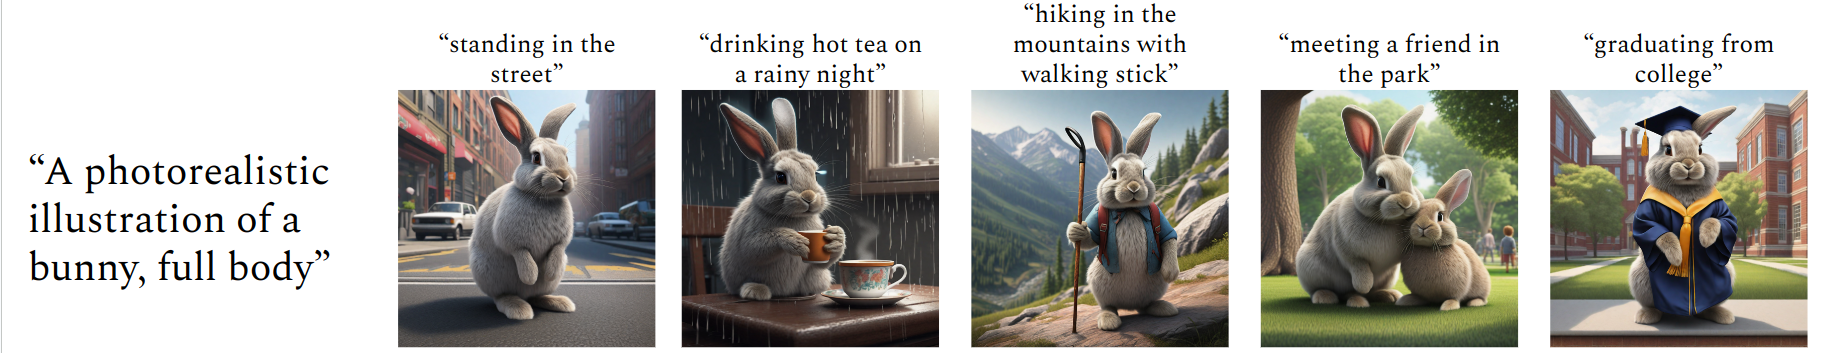 “A photorealistic
illustration of a
bunny, full body”
“standing in the
street”
“drinking hot tea on
a rainy night”
“hiking in the
mountains with
walking stick”
“meeting a friend in
the park”
“graduating from
college”